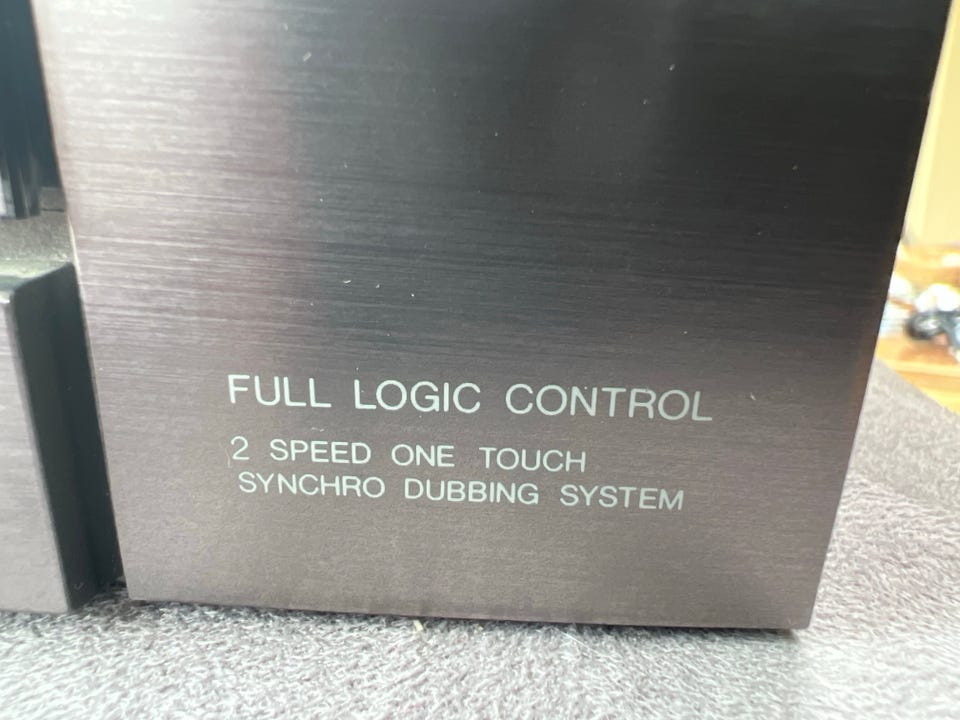 FULL LOGIC CONTROL
2 SPEED ONE TOUCH
SYNCHRO DUBBING SYSTEM